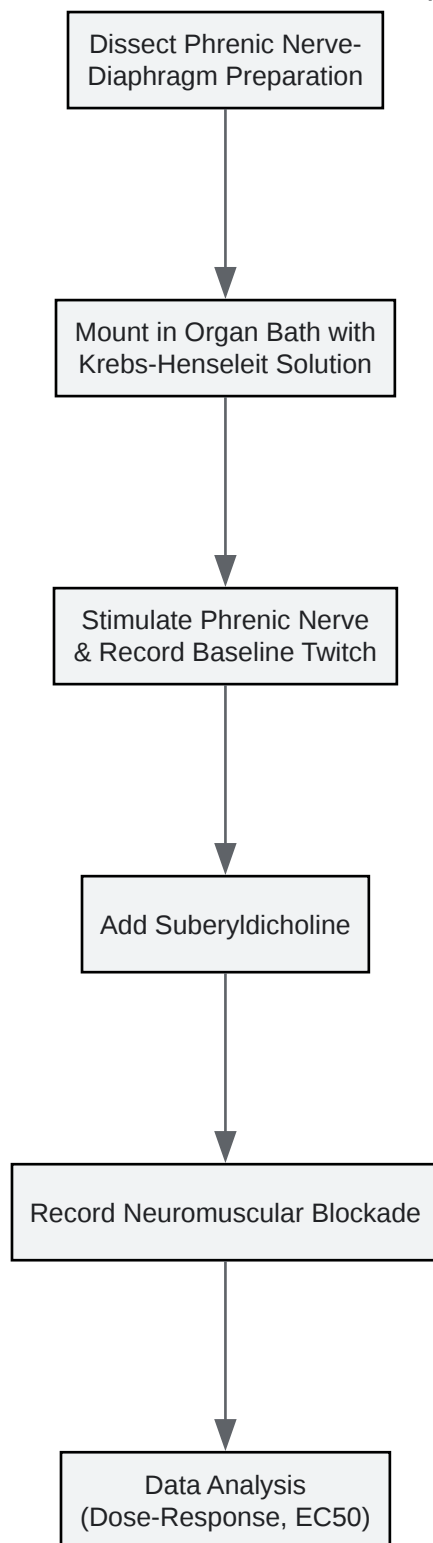 Dissect Phrenic Nerve-
Diaphragm Preparation
Mount in Organ Bath with
Krebs-Henseleit Solution
Stimulate Phrenic Nerve
& Record Baseline Twitch
Add Suberyldicholine
Record Neuromuscular Blockade
Data Analysis
(Dose-Response, EC50)